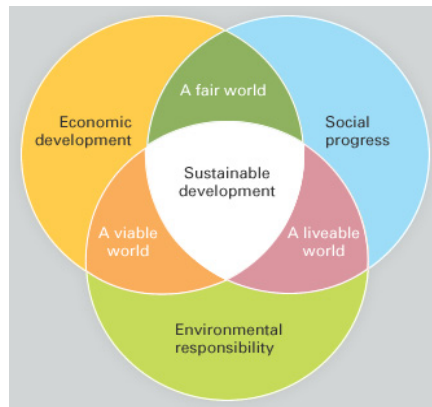 A fair world
Economic
development
Social
progress
Sustainable
development
A viable
world
A liveable
world
Environmental
responsibility